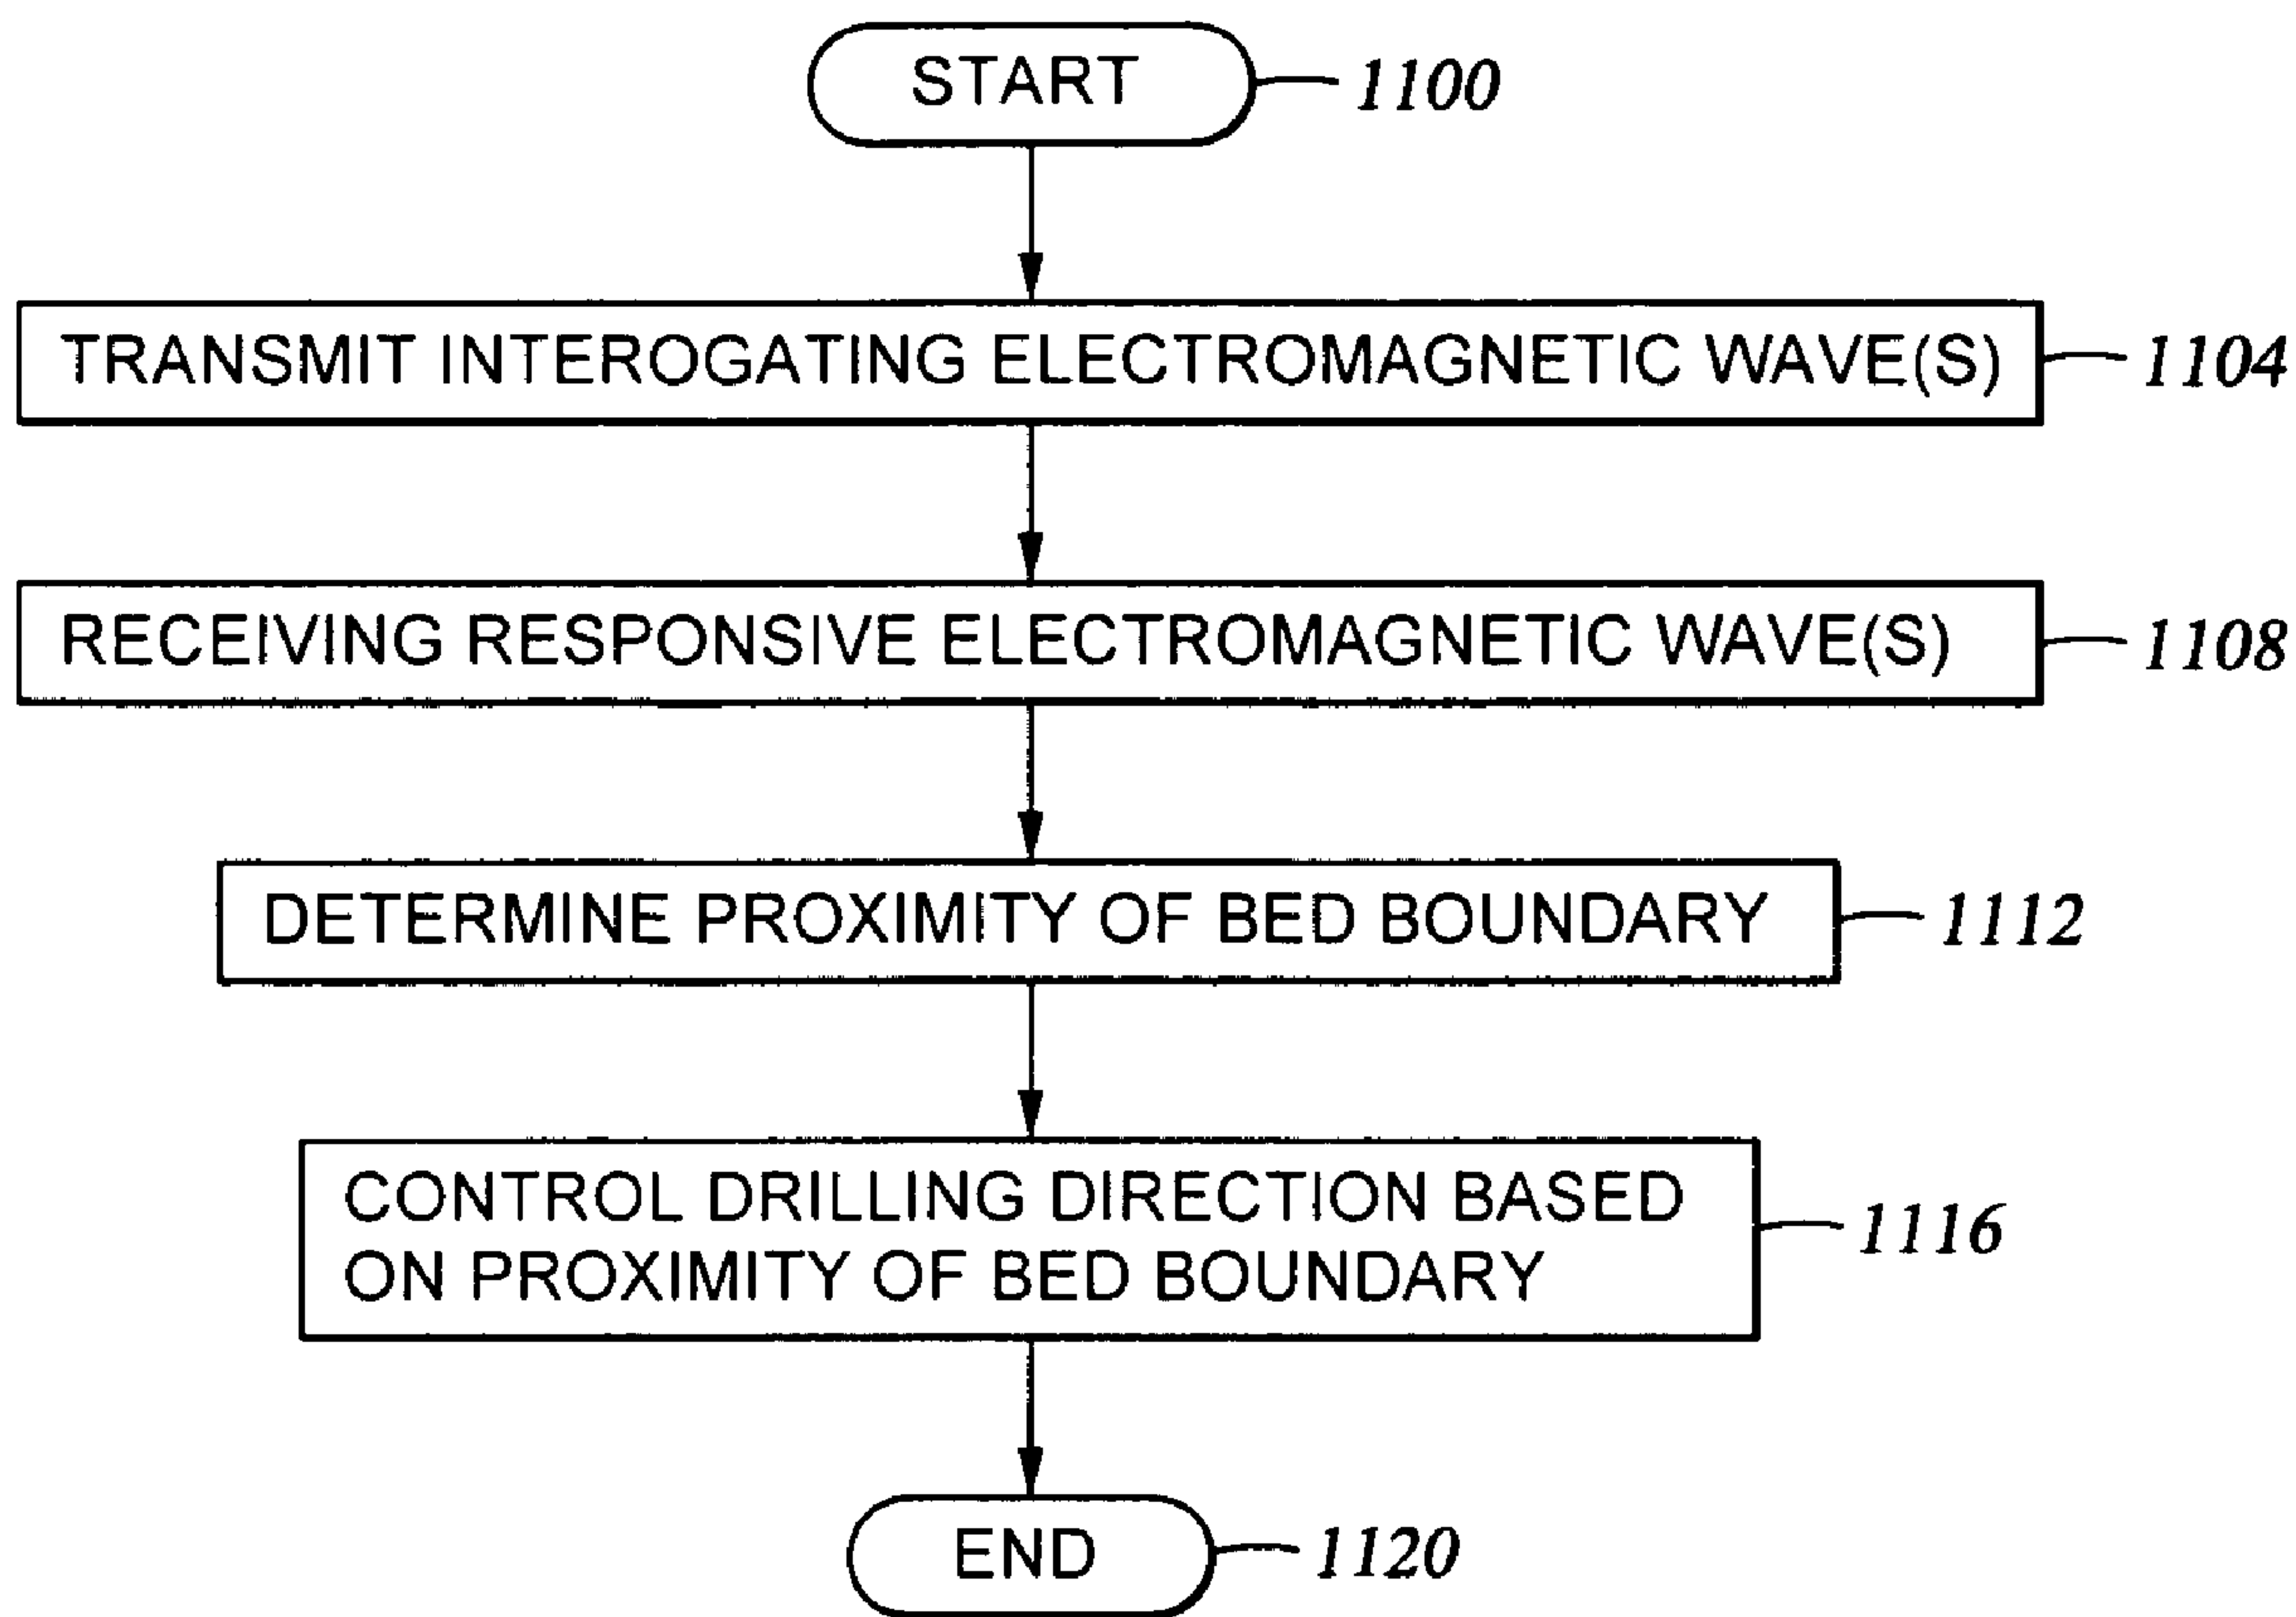 START 1100
TRANSMIT INTEROGATING ELECTROMAGNETIC WAVE(S) 1104
RECEIVING RESPONSIVE ELECTROMAGNETIC WAVE(S) 1108
DETERMINE PROXIMITY OF BED BOUNDARY 1112
CONTROL DRILLING DIRECTION BASED
ON PROXIMITY OF BED BOUNDARY 1116
END 1120